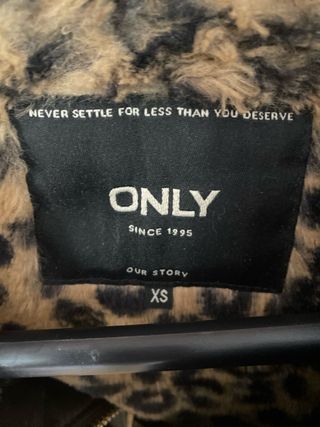 NEVER SETTLE FOR LESS THAN YOU DESERVE
ONLY
SINCE 1995
OUR STORY
XS